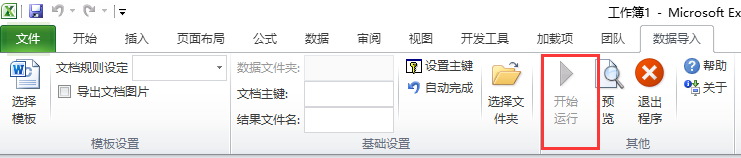 工作簿1 - Microsoft Ex
文件 开始 插入 页面布局 公式 数据 审阅 视图 开发工具 加载项 团队 数据导入
选择模板
文档规则设定
导出文档图片
模板设置
数据文件夹:
文档主键:
结果文件名:
设置主键
自动完成
选择文件夹
基础设置
开始运行
预览
退出程序
帮助
关于
其他